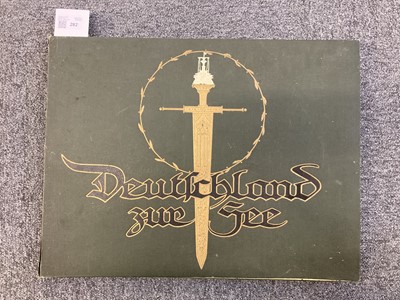 Deutschland
zur See